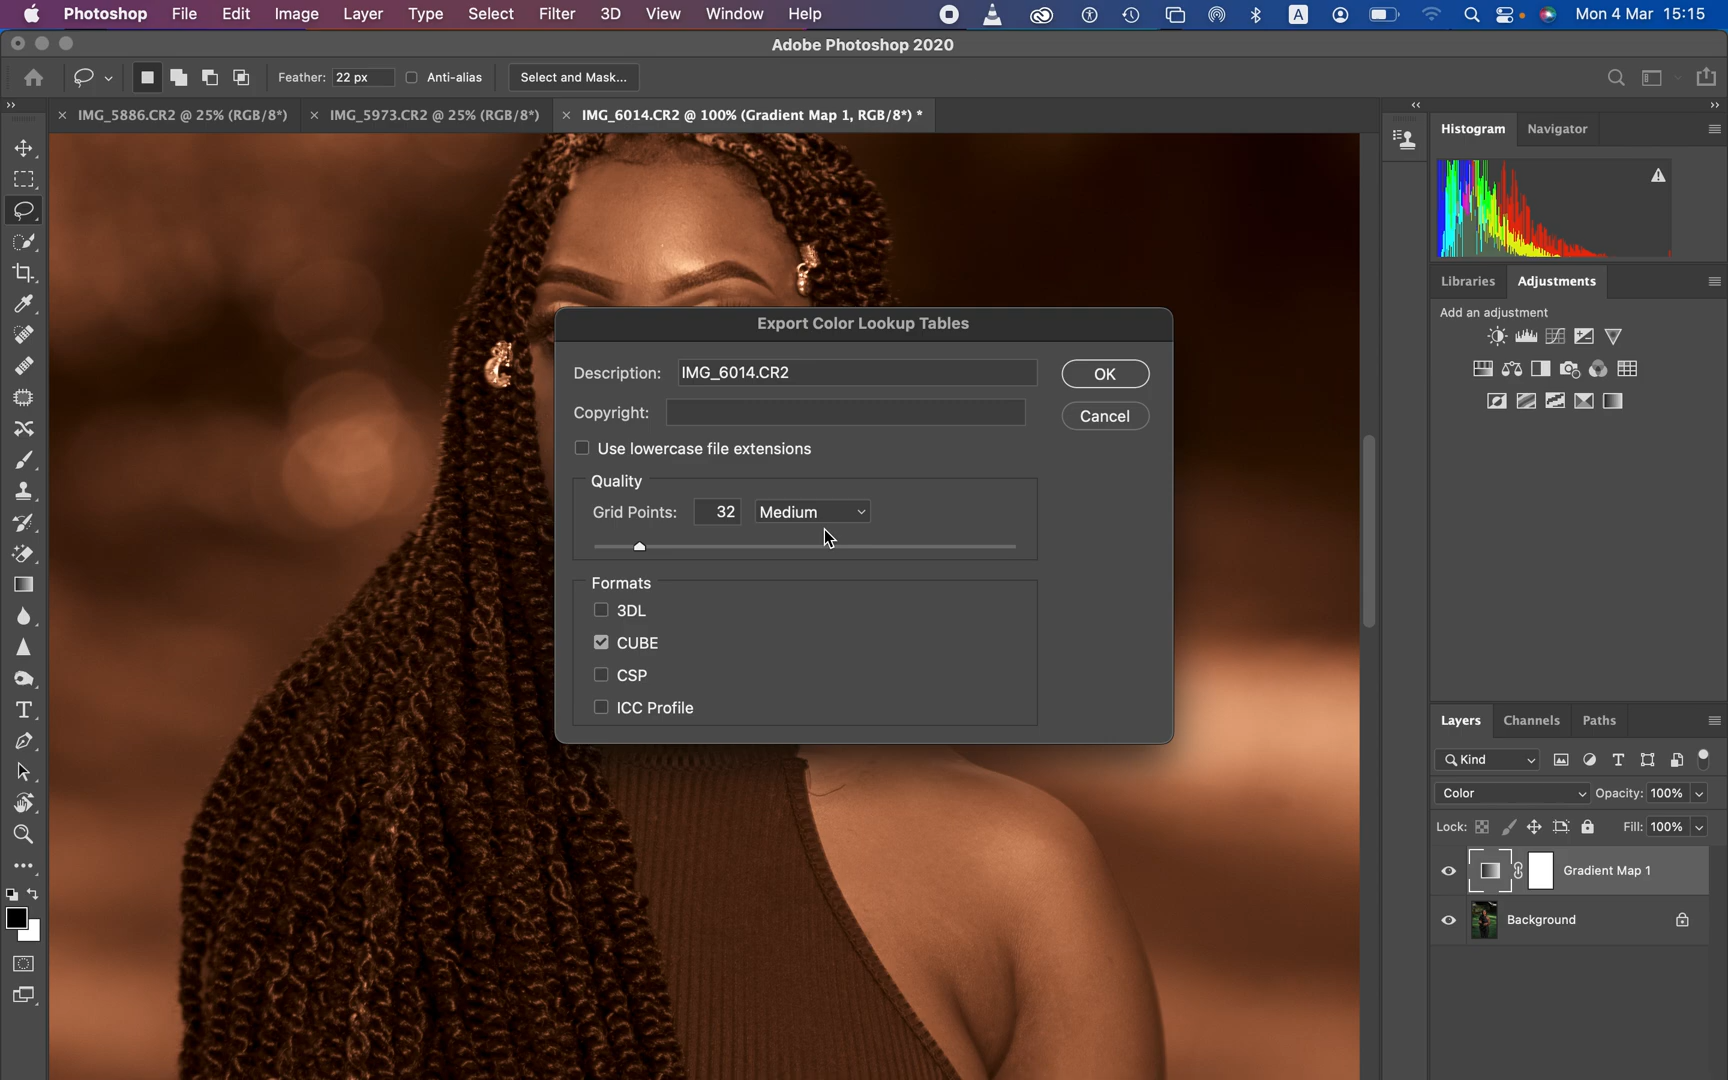 Photoshop File Edit Image Layer Type Select Filter 3D View Window Help A Mon 4 Mar 15:15
Adobe Photoshop 2020
Feather: 22 px Anti-alias Select and Mask...
IMG_5886.CR2 @ 25% (RGB/8*) IMG_5973.CR2 @ 25% (RGB/8*) IMG_6014.CR2 @ 100% (Gradient Map 1, RGB/8*) *
Histogram Navigator
Libraries Adjustments
Add an adjustment
Export Color Lookup Tables
Description: IMG_6014.CR2 OK
Copyright: Cancel
Use lowercase file extensions
Quality
Grid Points: 32 Medium
Formats
3DL
CUBE
CSP
ICC Profile
Layers Channels Paths
Kind
Color Opacity: 100%
Lock: Fill: 100%
Gradient Map 1
Background